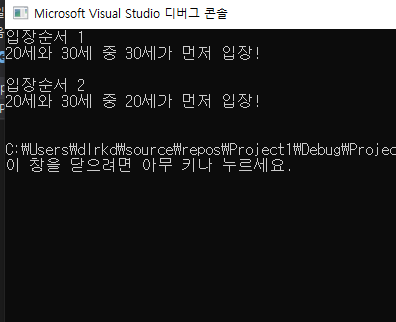 Microsoft Visual Studio 디버그 콘솔
입장순서 1
20세와 30세 중 30세가 먼저 입장!
입장순서 2
20세와 30세 중 20세가 먼저 입장!
C:₩Users₩dlrkd₩source₩repos₩Project1₩Debug₩Projec
이 창을 닫으려면 아무 키나 누르세요.